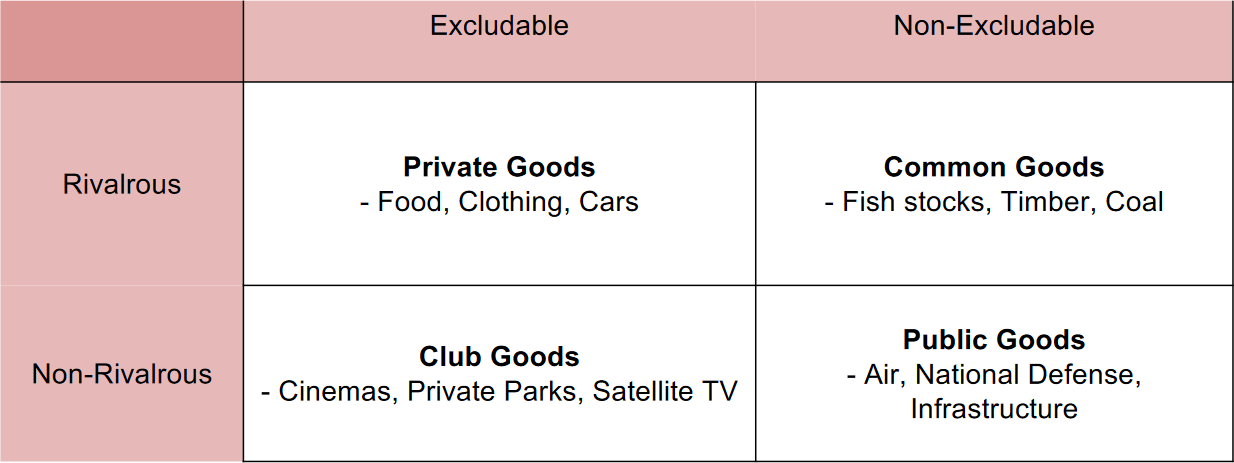 Excludable
Non-Excludable
Rivalrous
Private Goods
- Food, Clothing, Cars
Common Goods
- Fish stocks, Timber, Coal
Non-Rivalrous
Club Goods
- Cinemas, Private Parks, Satellite TV
Public Goods
- Air, National Defense,
Infrastructure